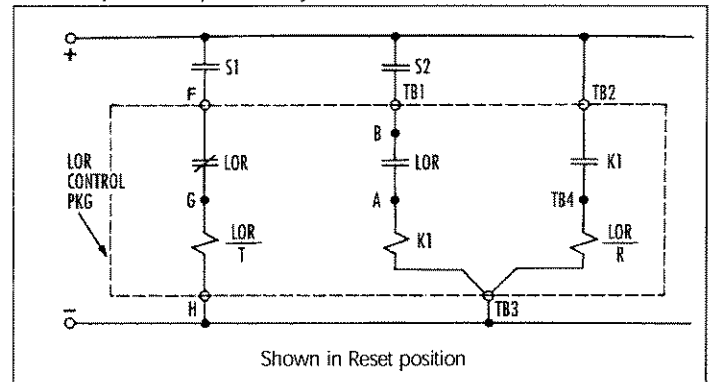 +
S1
S2
F
TB1
TB2
B
LOR
CONTROL
PKG
LOR
LOR
K1
G
A
TB4
LOR
T
K1
LOR
R
H
TB3
−
Shown in Reset position